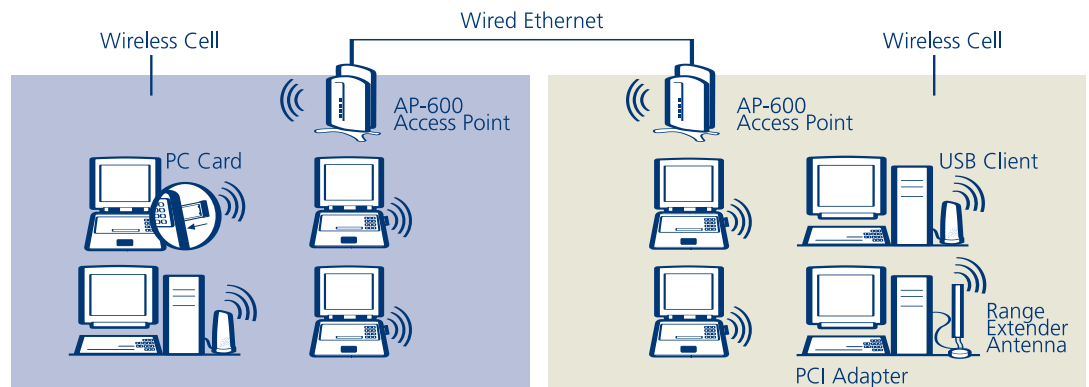 Wired Ethernet
Wireless Cell
Wireless Cell
AP-600
Access Point
AP-600
Access Point
PC Card
USB Client
Range
Extender
Antenna
PCI Adapter